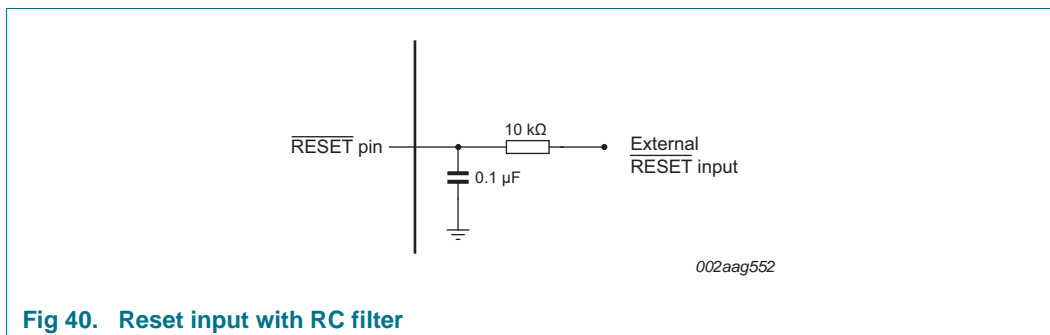 10 kΩ
RESET pin
External
RESET input
0.1 μF
002aag552
Fig 40. Reset input with RC filter